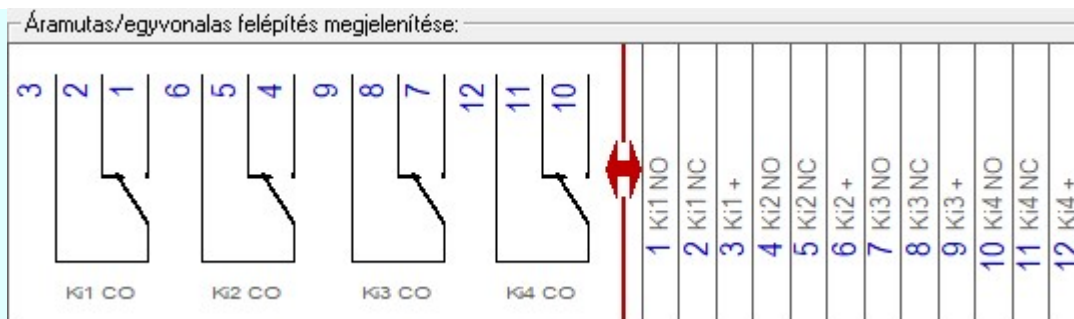 Áramutas/egyvonalas felépítés megjelenítése:
3 2 1 6 5 4 9 8 7 12 11 10
Ki1 CO Ki2 CO Ki3 CO Ki4 CO
1 Ki1 NO
2 Ki1 NC
3 Ki1 +
4 Ki2 NO
5 Ki2 NC
6 Ki2 +
7 Ki3 NO
8 Ki3 NC
9 Ki3 +
10 Ki4 NO
11 Ki4 NC
12 Ki4 +